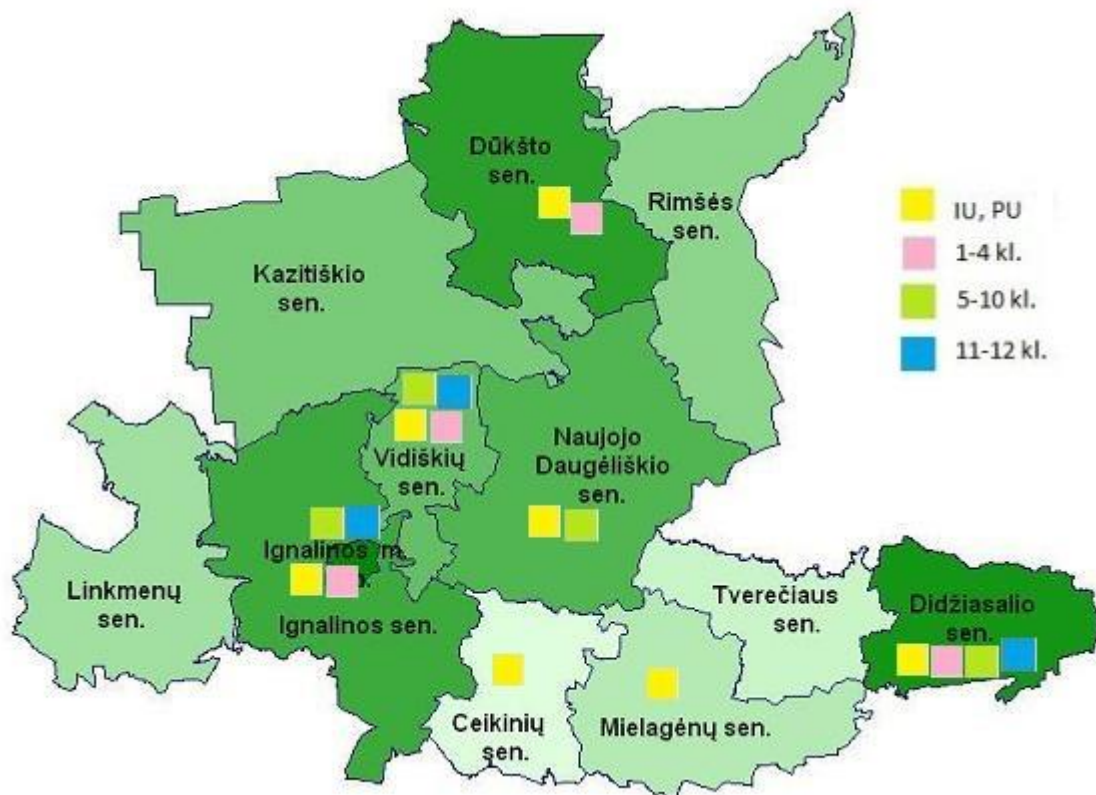 Dūkšto
sen.
Rimšės
sen.
Kazitiškio
sen.
Naujojo
Daugėliškio
sen.
Vidiškių
sen.
Ignalinos m.
Ignalinos sen.
Linkmenų
sen.
Tverečiaus
sen.
Didžiasalio
sen.
Ceikinių
sen.
Mielagėnų sen.
IU, PU
1-4 kl.
5-10 kl.
11-12 kl.